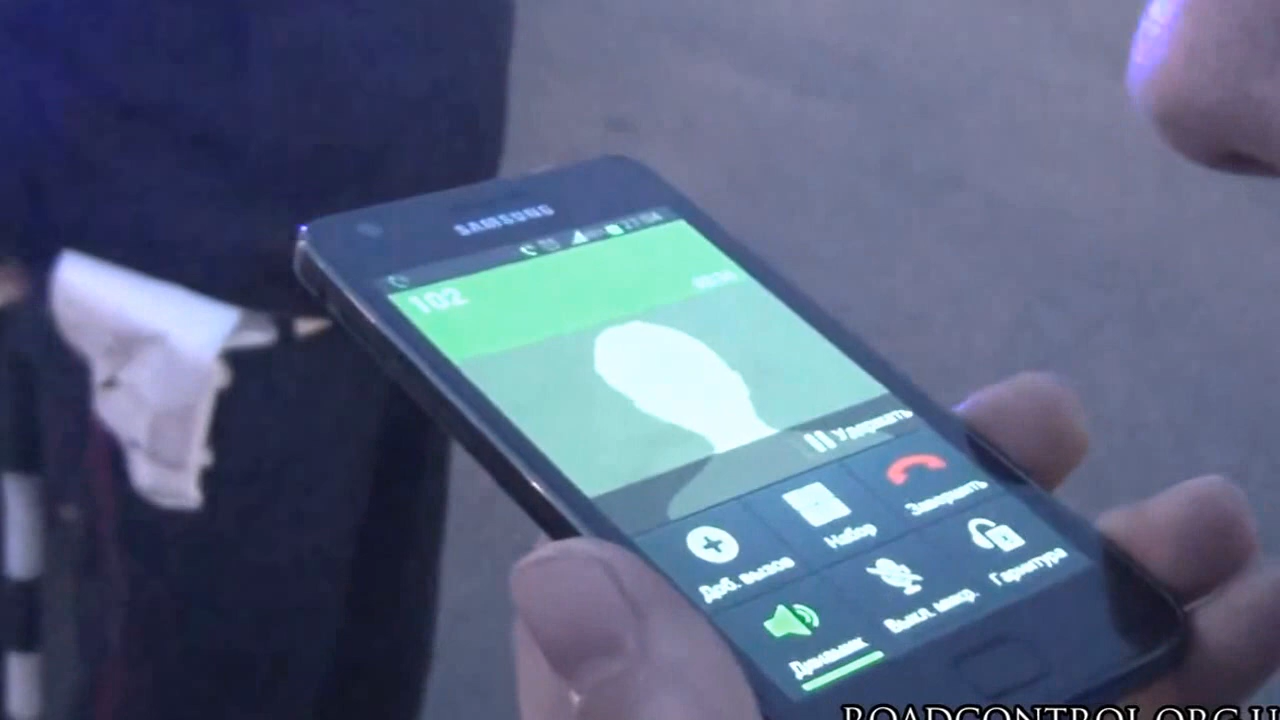 SAMSUNG
102
Удержать
Доб. вызов
Набор
Завершить
Динамик
Выкл. микр.
Гарнитура
ROADCONTROL.ORG.U